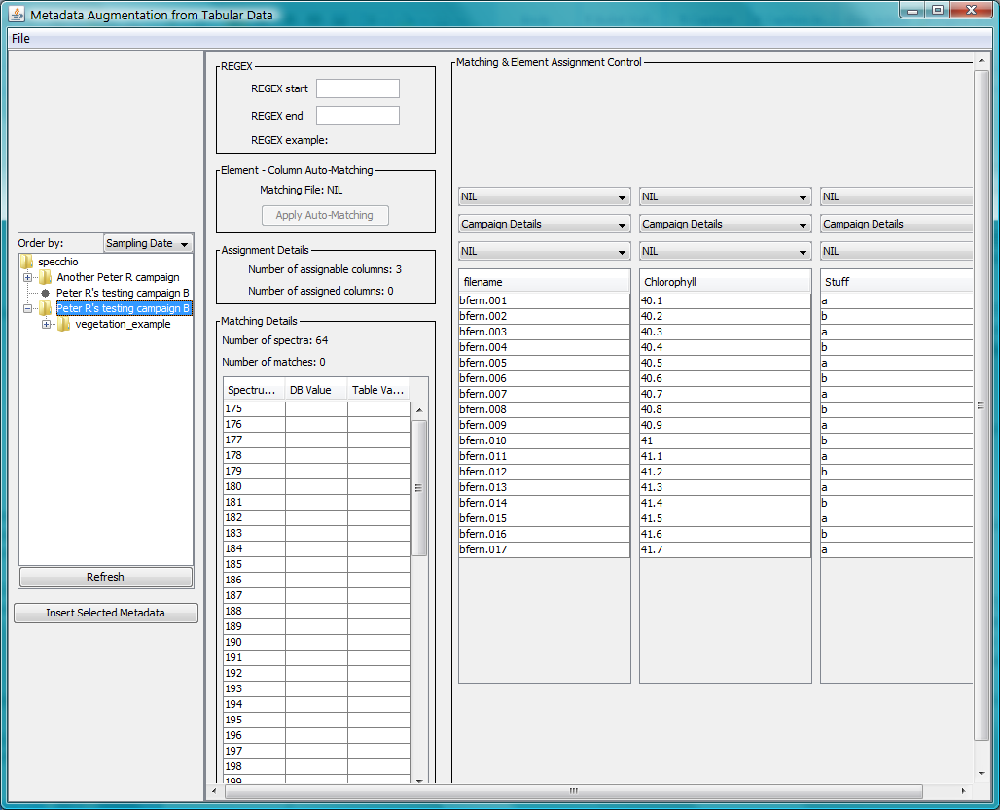 Metadata Augmentation from Tabular Data
File
Order by: Sampling Date
specchio
Another Peter R campaign
Peter R's testing campaign B
Peter R's testing campaign B
vegetation_example
Refresh
Insert Selected Metadata
REGEX
REGEX start
REGEX end
REGEX example:
Element - Column Auto-Matching
Matching File: NIL
Apply Auto-Matching
Assignment Details
Number of assignable columns: 3
Number of assigned columns: 0
Matching Details
Number of spectra: 64
Number of matches: 0
Spectru... DB Value Table Va...
175
176
177
178
179
180
181
182
183
184
185
186
187
188
189
190
191
192
193
194
195
196
197
198
199
Matching & Element Assignment Control
NIL NIL NIL
Campaign Details Campaign Details Campaign Details
NIL NIL NIL
filename Chlorophyll Stuff
bfern.001 40.1 a
bfern.002 40.2 b
bfern.003 40.3 a
bfern.004 40.4 b
bfern.005 40.5 a
bfern.006 40.6 b
bfern.007 40.7 a
bfern.008 40.8 b
bfern.009 40.9 a
bfern.010 41 b
bfern.011 41.1 a
bfern.012 41.2 b
bfern.013 41.3 a
bfern.014 41.4 b
bfern.015 41.5 a
bfern.016 41.6 b
bfern.017 41.7 a